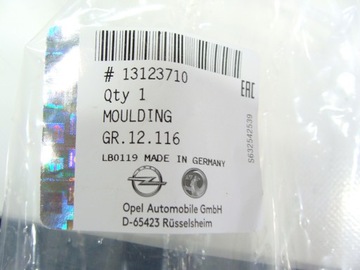 # 13123710
Qty 1
MOULDING
GR.12.116
LB0119 MADE IN GERMANY
Opel Automobile GmbH
D-65423 Rüsselsheim
EAC
S632542539